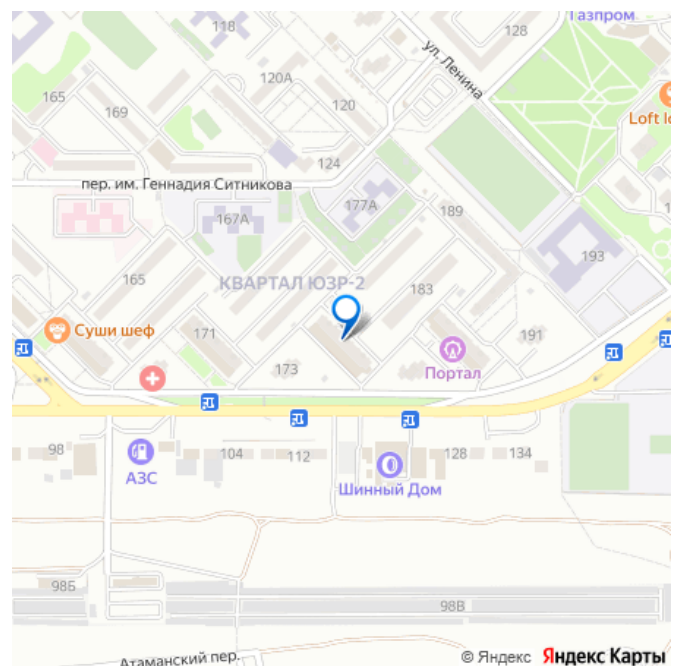 Газпром
118
128
ул. Ленина
120А
165
169
120
Loft lo
124
пер. им. Геннадия Ситникова
177А
189
167А
193
165
КВАРТАЛ ЮЗР-2
183
Суши шеф
171
191
173
Портал
98
104
112
128
134
АЗС
Шинный Дом
98Б
98В
Атаманский пер.
© Яндекс Яндекс Карты